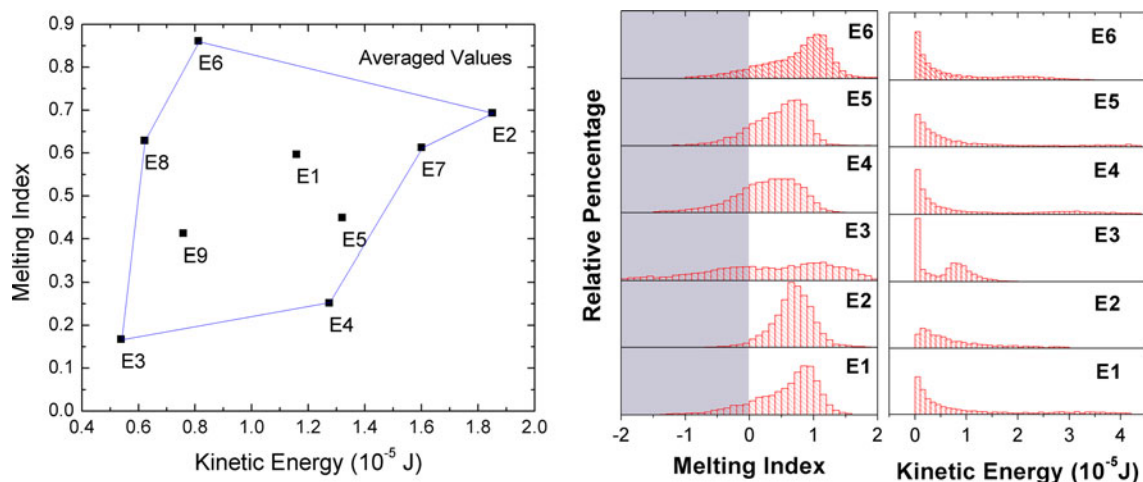 0.9
0.8
0.7
0.6
0.5
0.4
0.3
0.2
0.1
0.0
Melting Index
Averaged Values
E6
E2
E8
E7
E1
E5
E9
E4
E3
0.4 0.6 0.8 1.0 1.2 1.4 1.6 1.8 2.0
Kinetic Energy (10⁻⁵ J)
Relative Pencentage
E6
E5
E4
E3
E2
E1
-2 -1 0 1 2
Melting Index
E6
E5
E4
E3
E2
E1
0 1 2 3 4
Kinetic Energy (10⁻⁵J)